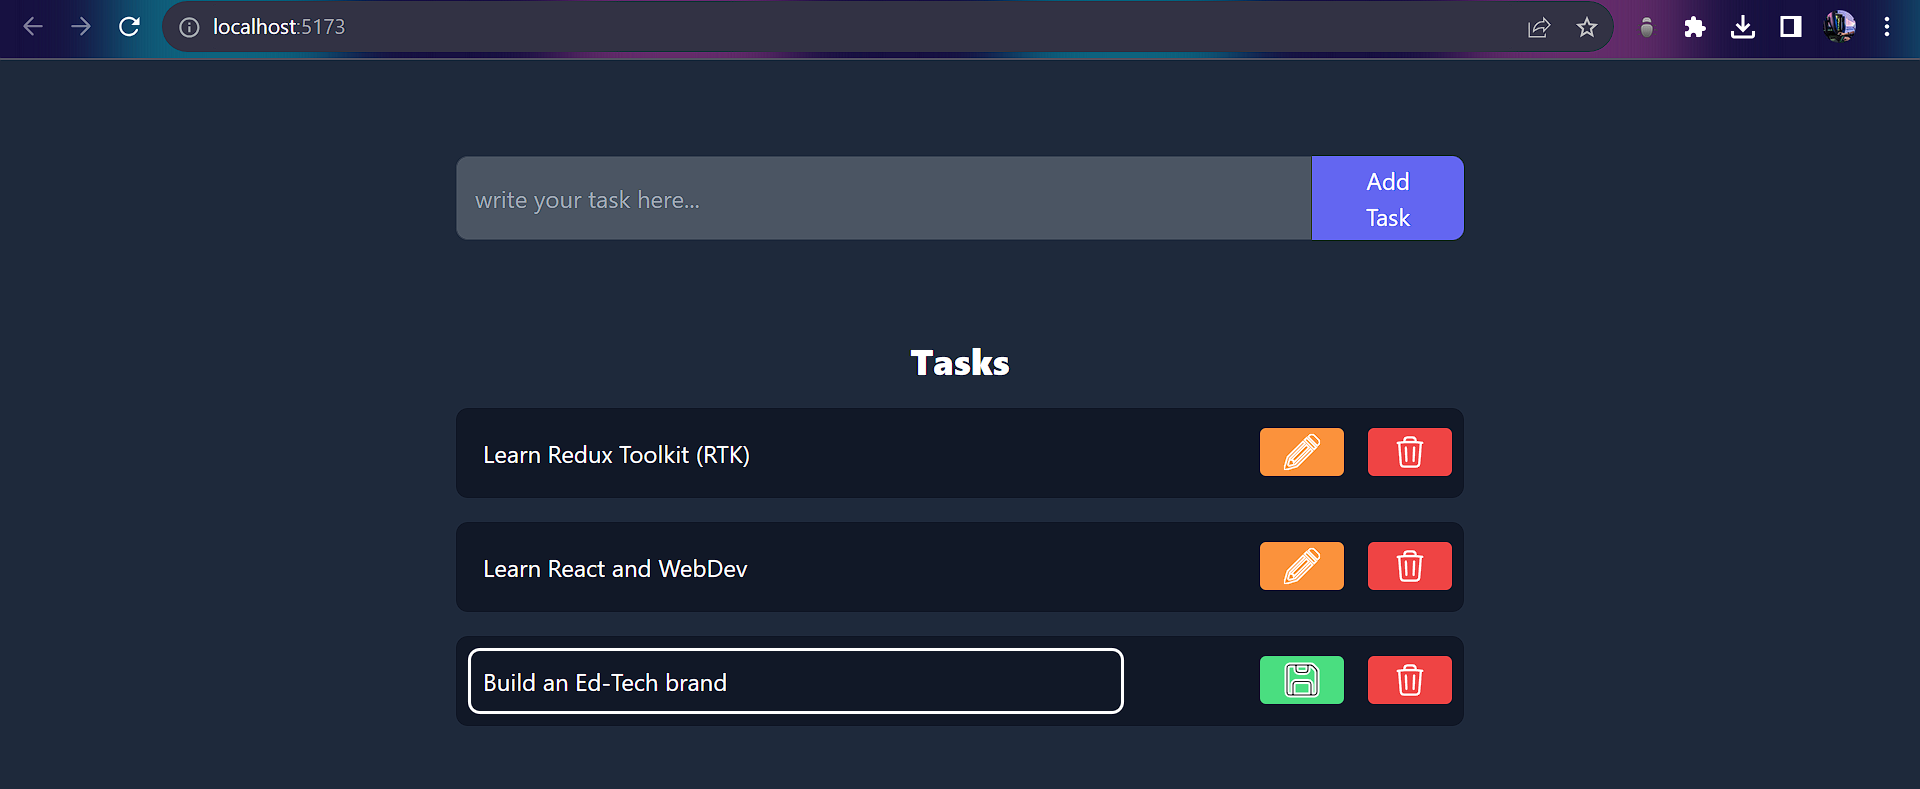 localhost:5173
write your task here...
Add
Task
Tasks
Learn Redux Toolkit (RTK)
Learn React and WebDev
Build an Ed-Tech brand